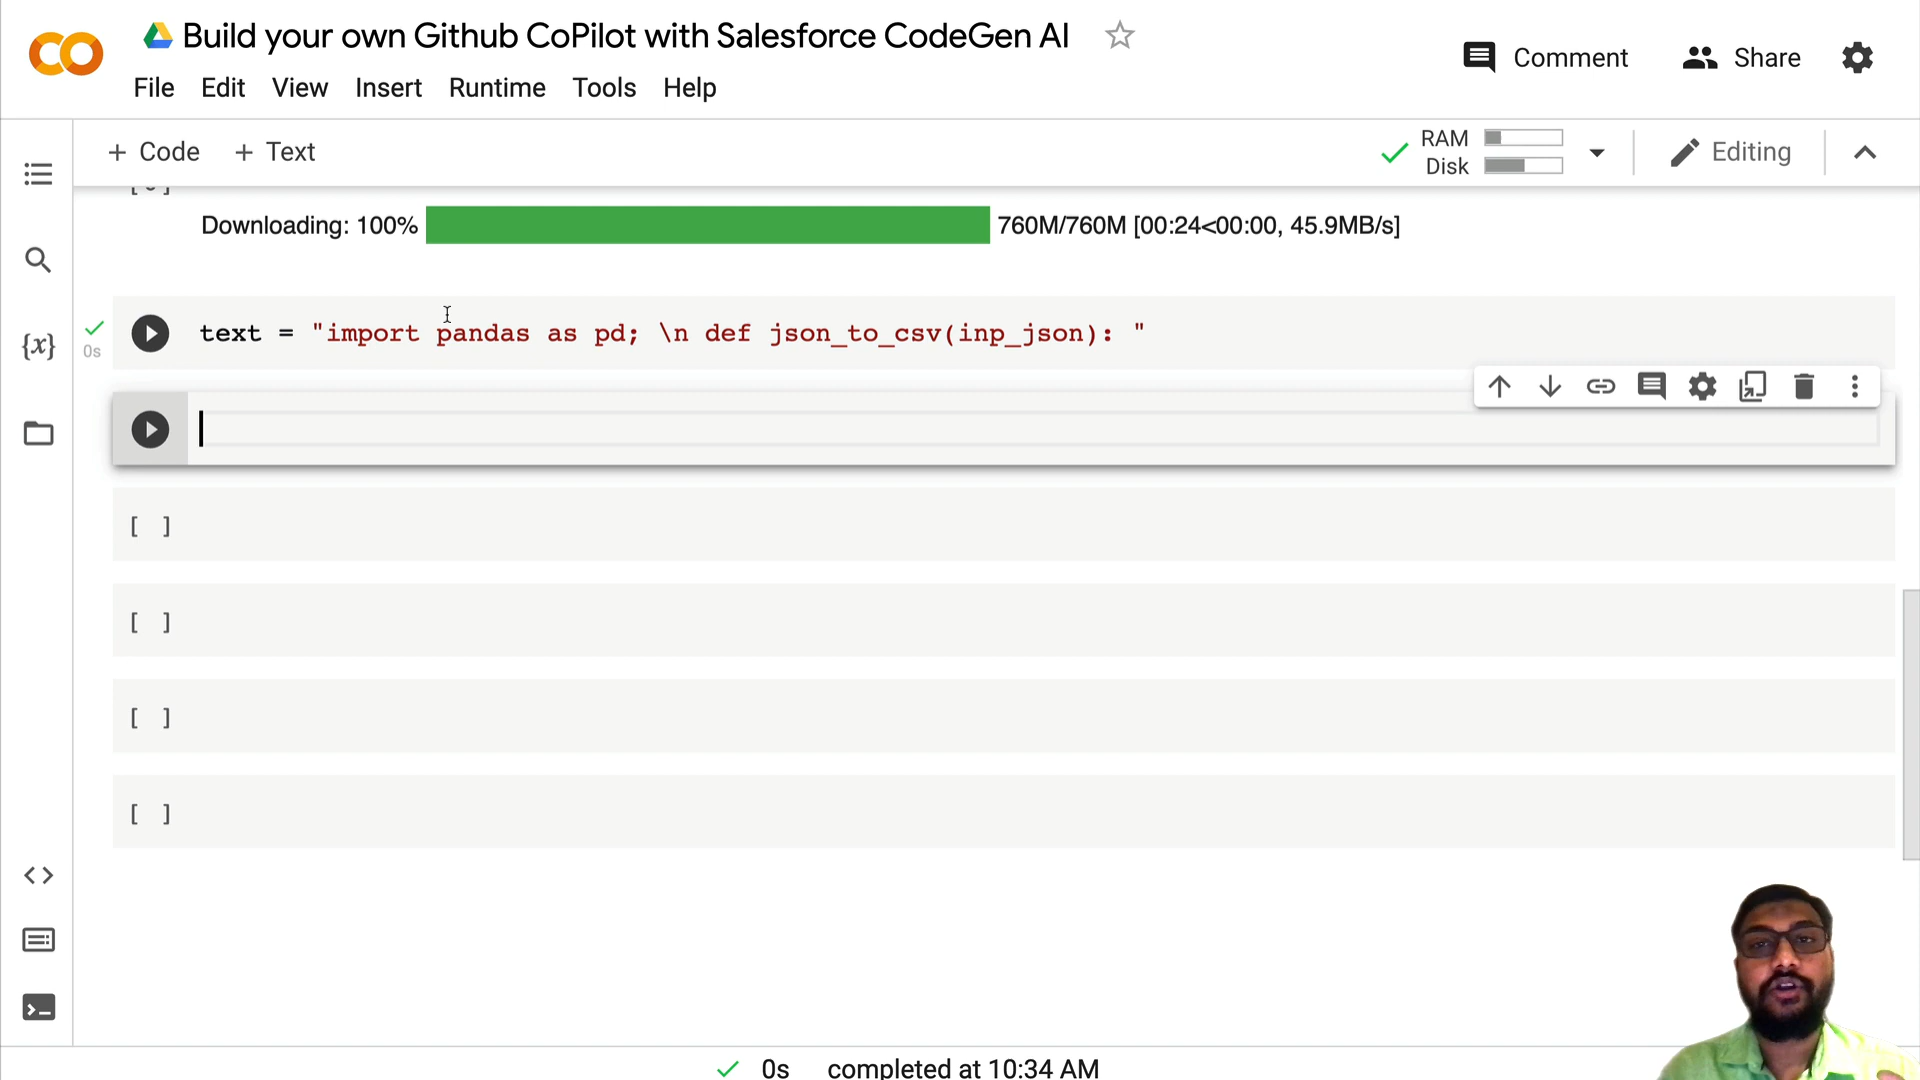 Build your own Github CoPilot with Salesforce CodeGen AI
Comment
Share
File Edit View Insert Runtime Tools Help
+ Code + Text
RAM
Disk
Editing
Downloading: 100% 760M/760M [00:24<00:00, 45.9MB/s]
{x}
0s
text = "import pandas as pd; \n def json_to_csv(inp_json): "
[ ]
[ ]
[ ]
[ ]
0s completed at 10:34 AM